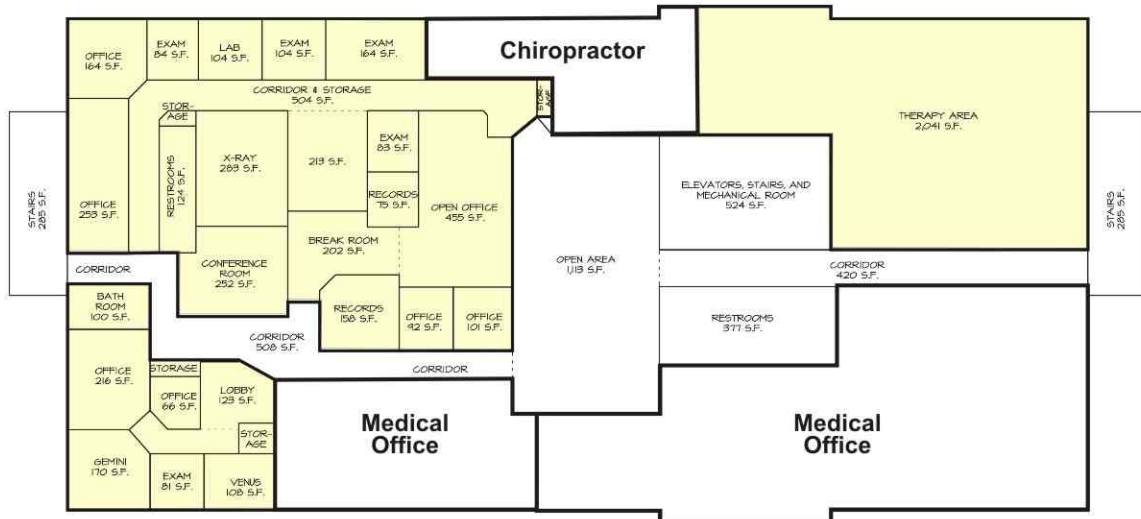 OFFICE
164 S.F.
EXAM
84 S.F.
LAB
104 S.F.
EXAM
104 S.F.
EXAM
164 S.F.
Chiropractor
CORRIDOR & STORAGE
504 S.F.
STOR-
AGE
STORAGE
THERAPY AREA
2,041 S.F.
STAIRS
285 S.F.
OFFICE
253 S.F.
RESTROOMS
124 S.F.
X-RAY
283 S.F.
213 S.F.
EXAM
83 S.F.
RECORDS
75 S.F.
OPEN OFFICE
455 S.F.
ELEVATORS, STAIRS, AND
MECHANICAL ROOM
524 S.F.
STAIRS
285 S.F.
BREAK ROOM
202 S.F.
CONFERENCE
ROOM
252 S.F.
OPEN AREA
1,113 S.F.
CORRIDOR
CORRIDOR
420 S.F.
BATH
ROOM
100 S.F.
RECORDS
158 S.F.
OFFICE
92 S.F.
OFFICE
101 S.F.
RESTROOMS
377 S.F.
CORRIDOR
508 S.F.
CORRIDOR
OFFICE
216 S.F.
STORAGE
OFFICE
66 S.F.
LOBBY
123 S.F.
STOR-
AGE
Medical
Office
Medical
Office
GEMINI
170 S.F.
EXAM
81 S.F.
VENUS
108 S.F.